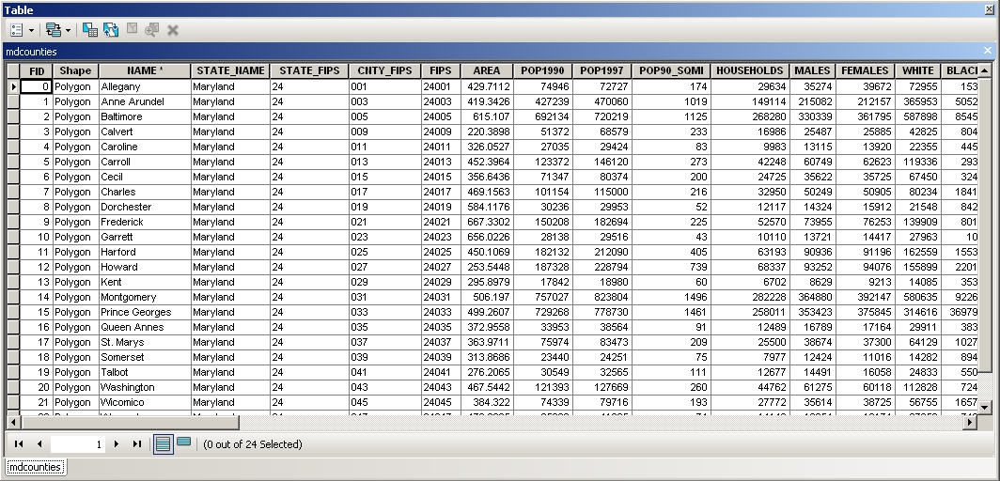 Table
mdcounties
FID Shape NAME * STATE_NAME STATE_FIPS CNTY_FIPS FIPS AREA POP1990 POP1997 POP90_SQMI HOUSEHOLDS MALES FEMALES WHITE BLACI
0 Polygon Allegany Maryland 24 001 24001 429.7112 74946 72727 174 29634 35274 39672 72955 153
1 Polygon Anne Arundel Maryland 24 003 24003 419.3426 427239 470060 1019 149114 215082 212157 365953 5052
2 Polygon Baltimore Maryland 24 005 24005 615.107 692134 720219 1125 268280 330339 361795 587898 8545
3 Polygon Calvert Maryland 24 009 24009 220.3898 51372 68579 233 16986 25487 25885 42825 804
4 Polygon Caroline Maryland 24 011 24011 326.0527 27035 29424 83 9983 13115 13920 22355 445
5 Polygon Carroll Maryland 24 013 24013 452.3964 123372 146120 273 42248 60749 62623 119336 293
6 Polygon Cecil Maryland 24 015 24015 356.6436 71347 80374 200 24725 35622 35725 67450 324
7 Polygon Charles Maryland 24 017 24017 469.1563 101154 115000 216 32950 50249 50905 80234 1841
8 Polygon Dorchester Maryland 24 019 24019 584.1176 30236 29953 52 12117 14324 15912 21548 842
9 Polygon Frederick Maryland 24 021 24021 667.3302 150208 182694 225 52570 73955 76253 139909 801
10 Polygon Garrett Maryland 24 023 24023 656.0226 28138 29516 43 10110 13721 14417 27963 10
11 Polygon Harford Maryland 24 025 24025 450.1069 182132 212090 405 63193 90936 91196 162559 1553
12 Polygon Howard Maryland 24 027 24027 253.5448 187328 228794 739 68337 93252 94076 155899 2201
13 Polygon Kent Maryland 24 029 24029 295.8979 17842 18980 60 6702 8629 9213 14085 353
14 Polygon Montgomery Maryland 24 031 24031 506.197 757027 823804 1496 282228 364880 392147 580635 9226
15 Polygon Prince Georges Maryland 24 033 24033 499.2607 729268 778730 1461 258011 353423 375845 314616 36979
16 Polygon Queen Annes Maryland 24 035 24035 372.9558 33953 38564 91 12489 16789 17164 29911 383
17 Polygon St. Marys Maryland 24 037 24037 363.9711 75974 83473 209 25500 38674 37300 64129 1027
18 Polygon Somerset Maryland 24 039 24039 313.8686 23440 24251 75 7977 12424 11016 14282 894
19 Polygon Talbot Maryland 24 041 24041 276.2065 30549 32565 111 12677 14491 16058 24833 550
20 Polygon Washington Maryland 24 043 24043 467.5442 121393 127669 260 44762 61275 60118 112828 724
21 Polygon Wicomico Maryland 24 045 24045 384.322 74339 79716 193 27772 35614 38725 56755 1657
1 (0 out of 24 Selected)
mdcounties